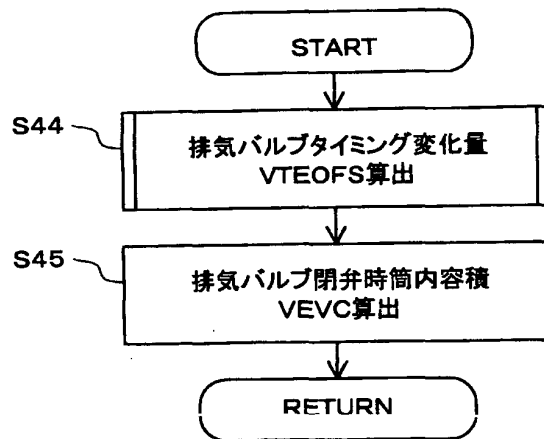 START
S44
排気バルブタイミング変化量
VTEOFS算出
S45
排気バルブ閉弁時筒内容積
VEVC算出
RETURN